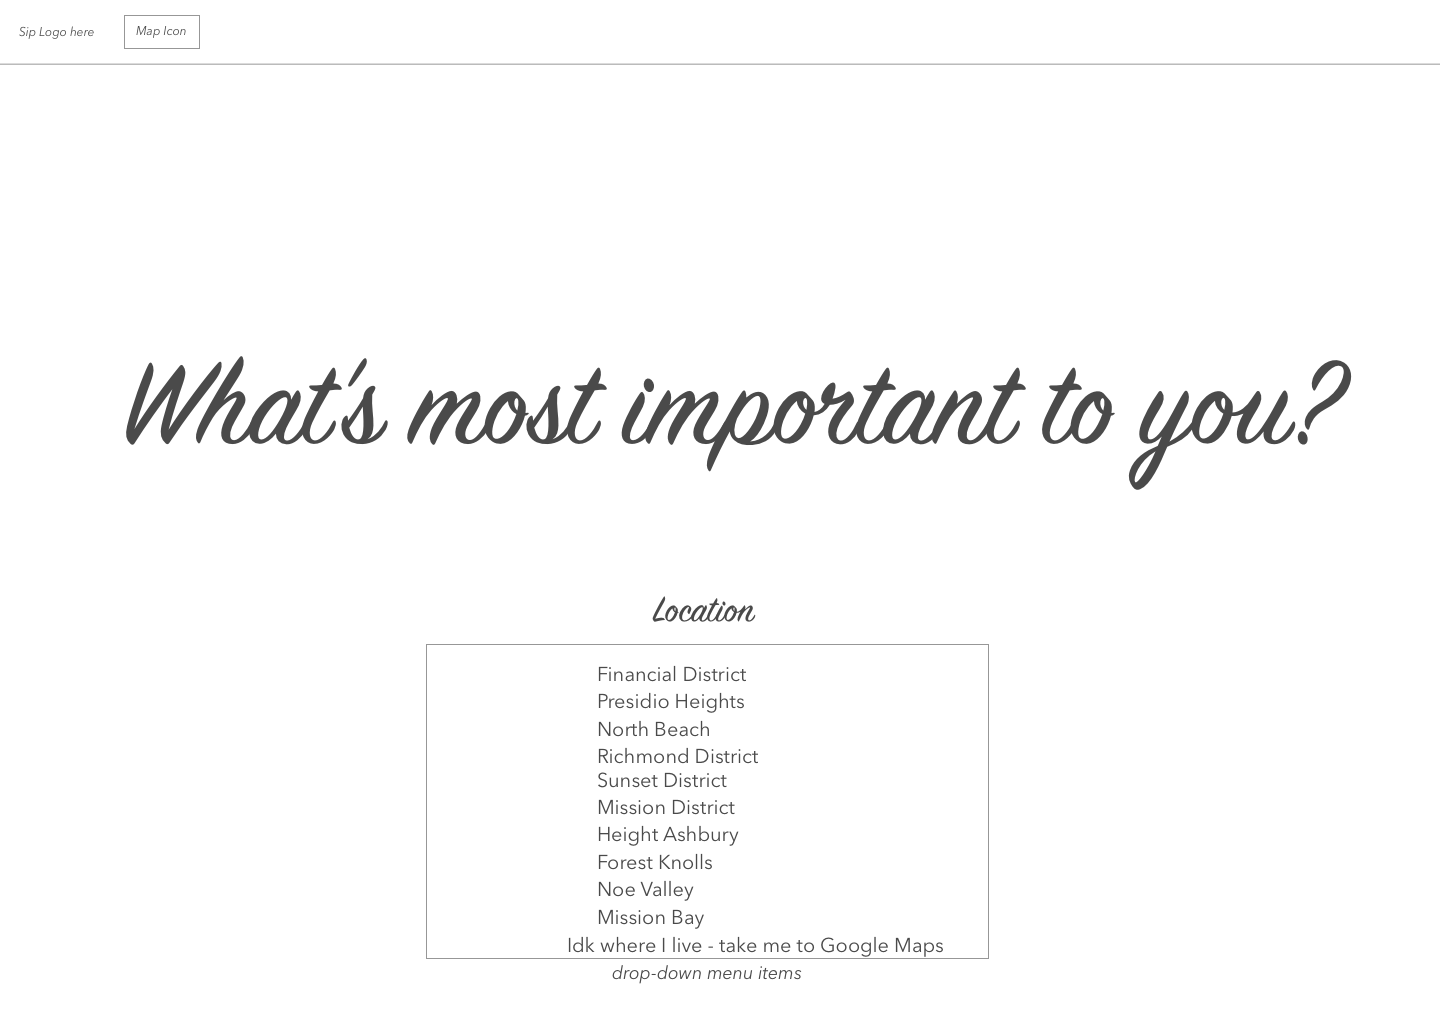 Sip Logo here
Map Icon
What's most important to you?
Location
Financial District
Presidio Heights
North Beach
Richmond District
Sunset District
Mission District
Height Ashbury
Forest Knolls
Noe Valley
Mission Bay
Idk where I live - take me to Google Maps
drop-down menu items